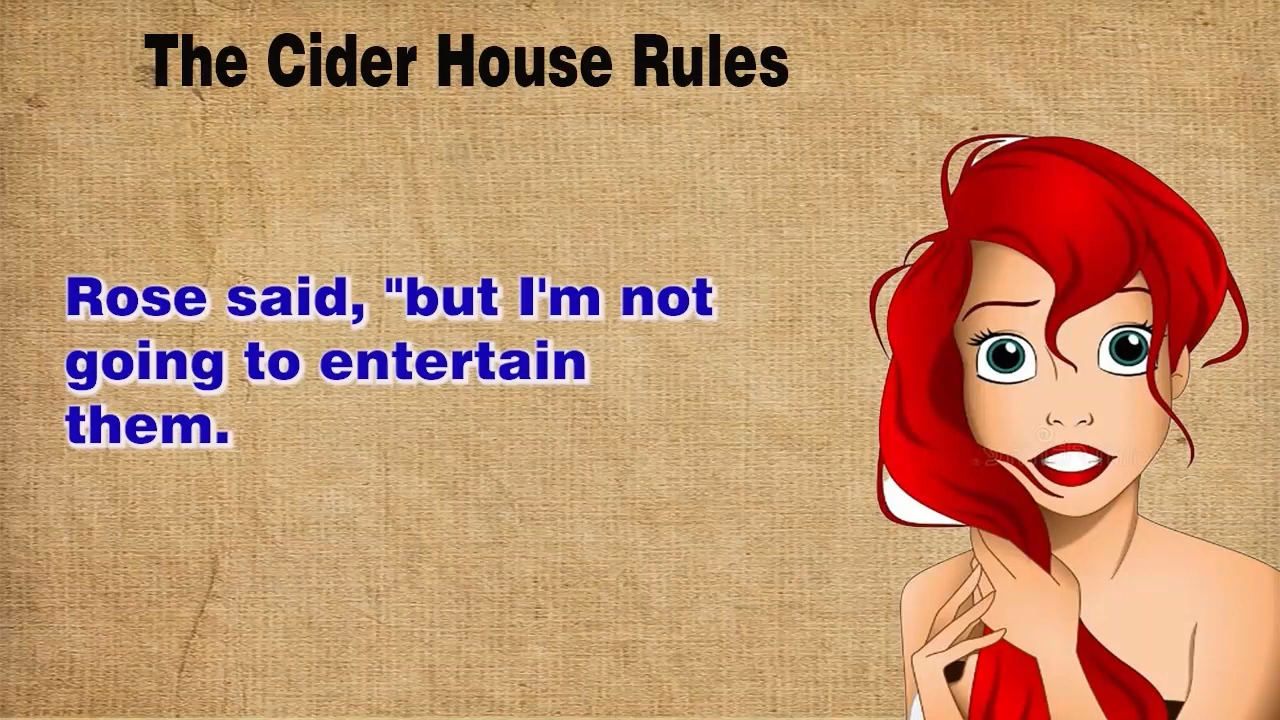 The Cider House Rules
Rose said, "but I'm not
going to entertain
them.